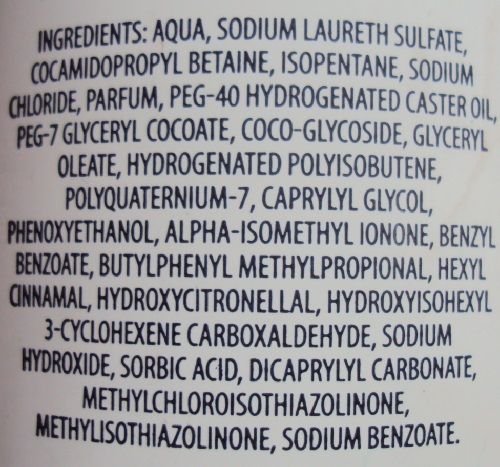 INGREDIENTS: AQUA, SODIUM LAURETH SULFATE,
COCAMIDOPROPYL BETAINE, ISOPENTANE, SODIUM
CHLORIDE, PARFUM, PEG-40 HYDROGENATED CASTER OIL,
PEG-7 GLYCERYL COCOATE, COCO-GLYCOSIDE, GLYCERYL
OLEATE, HYDROGENATED POLYISOBUTENE,
POLYQUATERNIUM-7, CAPRYLYL GLYCOL,
PHENOXYETHANOL, ALPHA-ISOMETHYL IONONE, BENZYL
BENZOATE, BUTYLPHENYL METHYLPROPIONAL, HEXYL
CINNAMAL, HYDROXYCITRONELLAL, HYDROXYISOHEXYL
3-CYCLOHEXENE CARBOXALDEHYDE, SODIUM
HYDROXIDE, SORBIC ACID, DICAPRYLYL CARBONATE,
METHYLCHLOROISOTHIAZOLINONE,
METHYLISOTHIAZOLINONE, SODIUM BENZOATE.